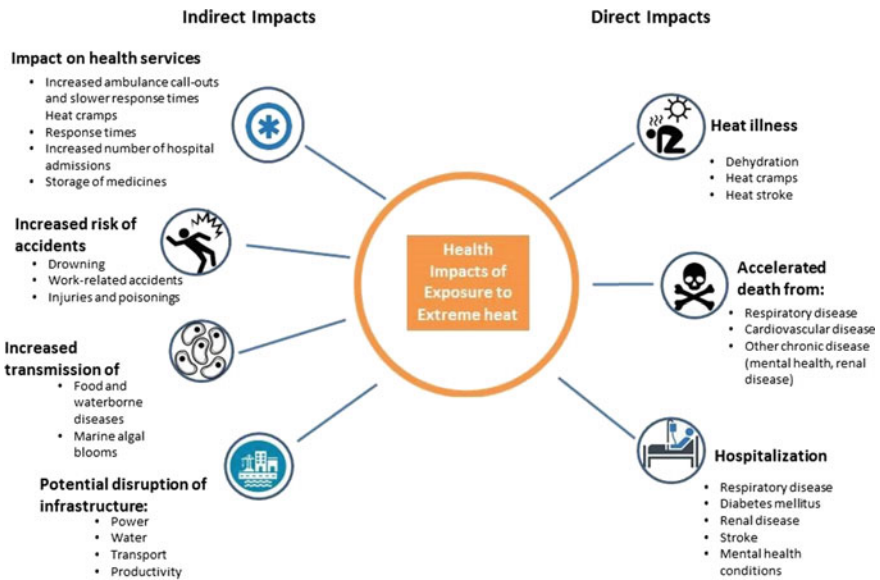 Indirect Impacts
Direct Impacts
Impact on health services
• Increased ambulance call-outs
and slower response times
Heat cramps
• Response times
• Increased number of hospital
admissions
• Storage of medicines
Increased risk of
accidents
• Drowning
• Work-related accidents
• Injuries and poisonings
Increased
transmission of
• Food and
waterborne
diseases
• Marine algal
blooms
Potential disruption of
infrastructure:
• Power
• Water
• Transport
• Productivity
Health
Impacts of
Exposure to
Extreme heat
Heat illness
• Dehydration
• Heat cramps
• Heat stroke
Accelerated
death from:
• Respiratory disease
• Cardiovascular disease
• Other chronic disease
(mental health, renal
disease)
Hospitalization
• Respiratory disease
• Diabetes mellitus
• Renal disease
• Stroke
• Mental health
conditions